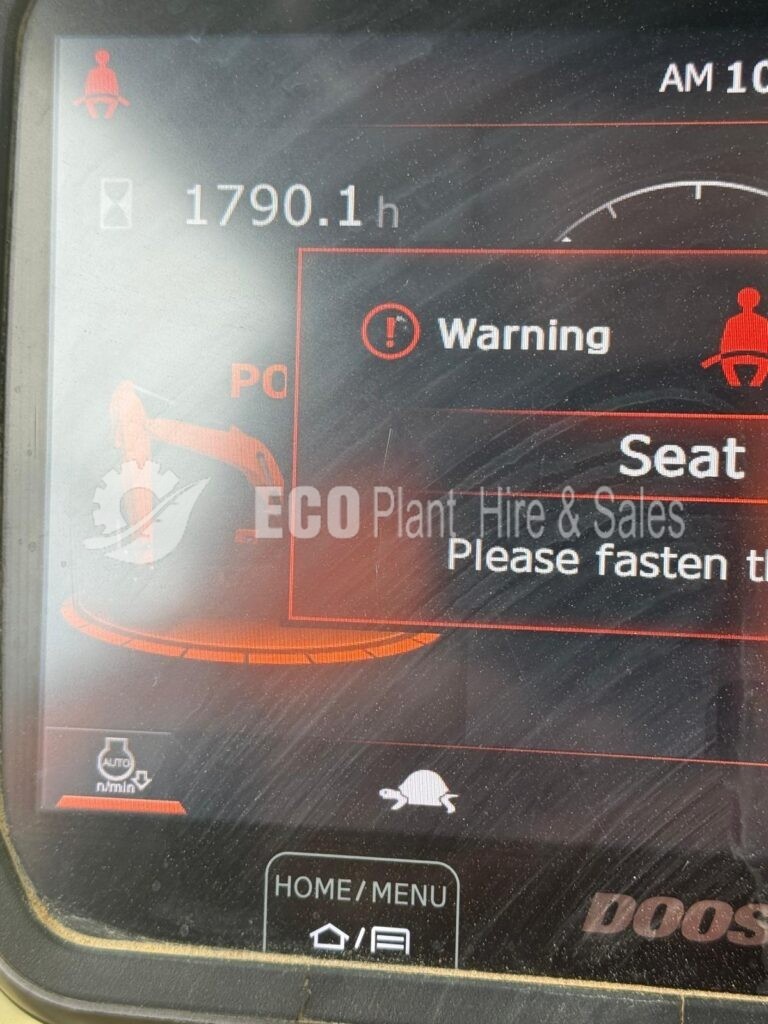 AM 10
1790.1 h
Warning
PO
Seat
ECO Plant Hire & Sales
Please fasten th
AUTO
n/min
HOME/MENU
DOOS